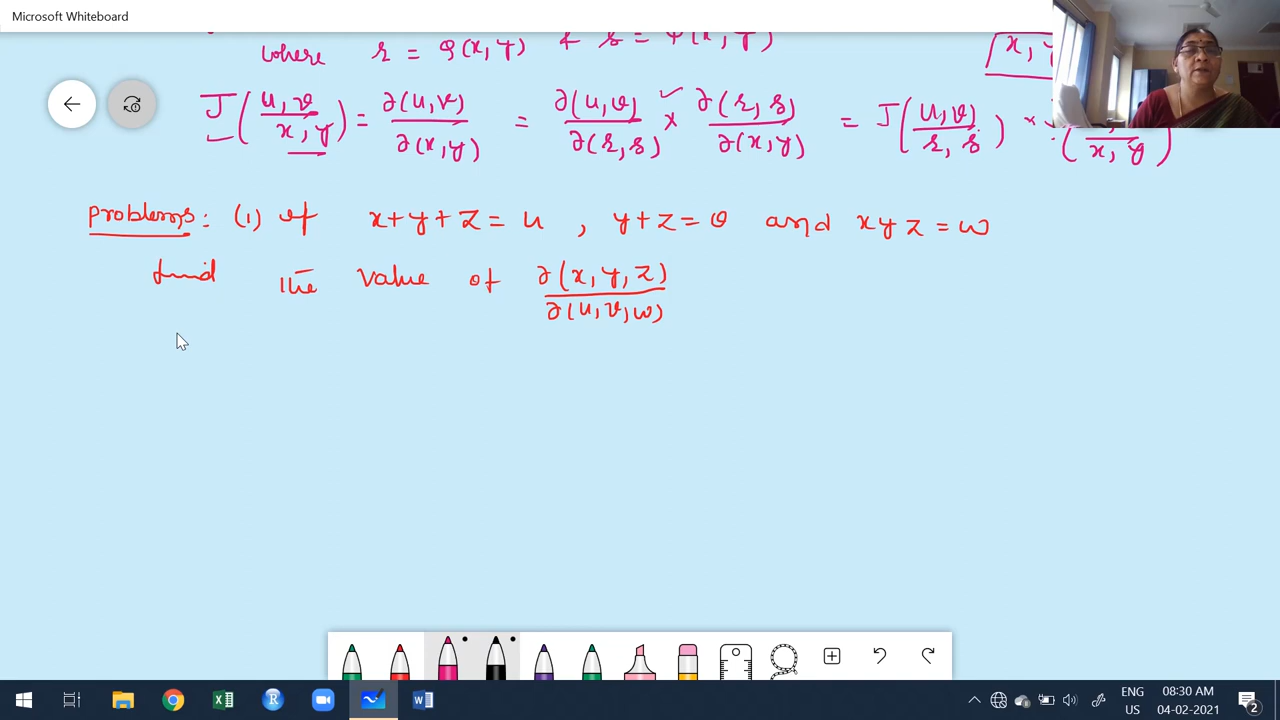 Microsoft Whiteboard
where r = φ(x, y) & s = ψ(x, y)
x, y
J(u, v / x, y) = ∂(u, v) / ∂(x, y) = ∂(u, v) / ∂(r, s) × ∂(r, s) / ∂(x, y) = J(u, v / r, s) × x, y)
Problems: (1) If x+y+z = u , y+z = v and xyz = w
find the value of ∂(x, y, z) / ∂(u, v, w)
ENG
US
08:30 AM
04-02-2021
2